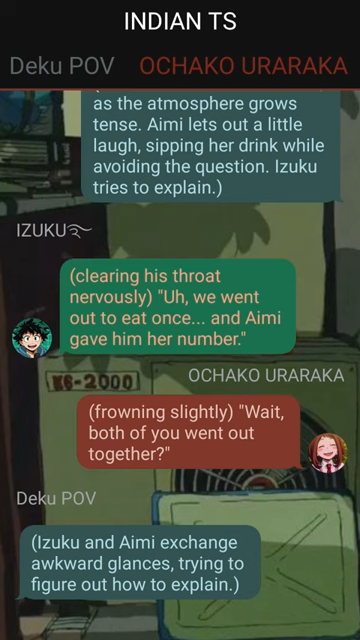 INDIAN TS
Deku POV OCHAKO URARAKA
as the atmosphere grows
tense. Aimi lets out a little
laugh, sipping her drink while
avoiding the question. Izuku
tries to explain.)
IZUKU
(clearing his throat
nervously) "Uh, we went
out to eat once... and Aimi
gave him her number."
K6-2000
OCHAKO URARAKA
(frowning slightly) "Wait,
both of you went out
together?"
Deku POV
(Izuku and Aimi exchange
awkward glances, trying to
figure out how to explain.)